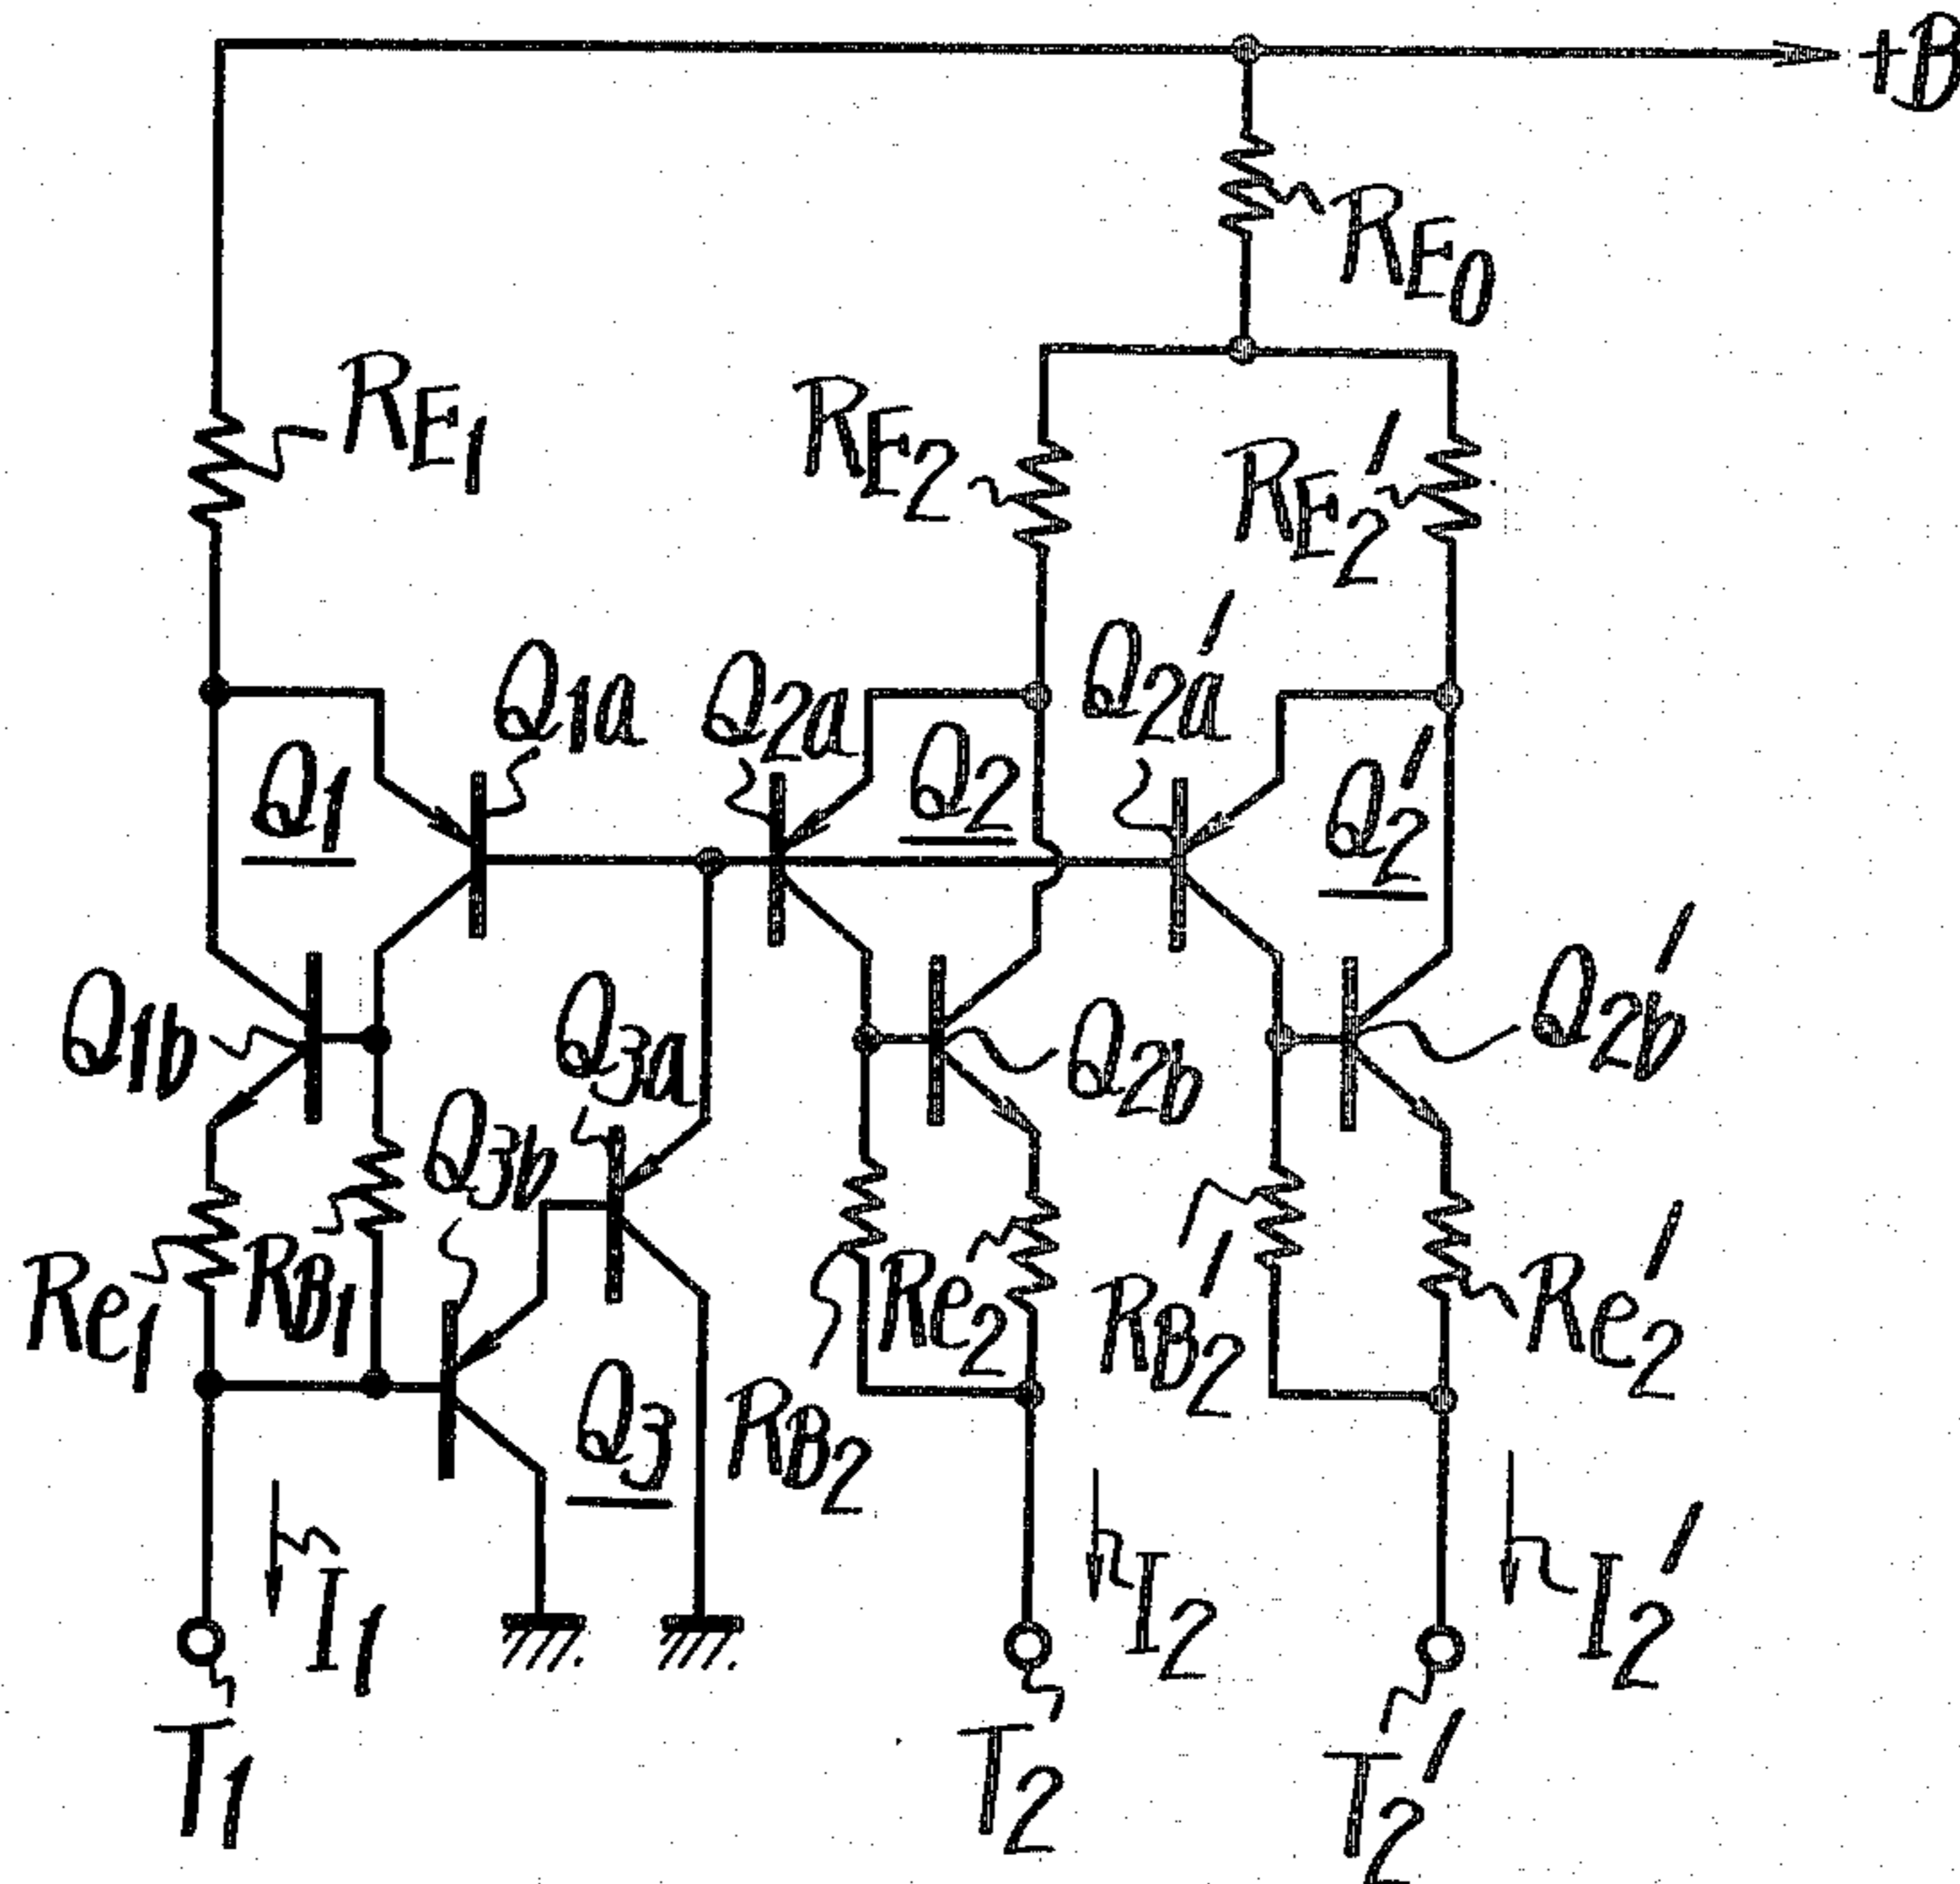 +B
RE0
RE1
RE2
RE2'
Q1a
Q2a
Q2a'
Q1
Q2
Q2'
Q1b
Q3a
Q2b
Q2b'
Q3b
Re1
RB1
Re2
RB2'
Re2'
Q3
RB2
I1
I2
I2'
T1
T2
T2'